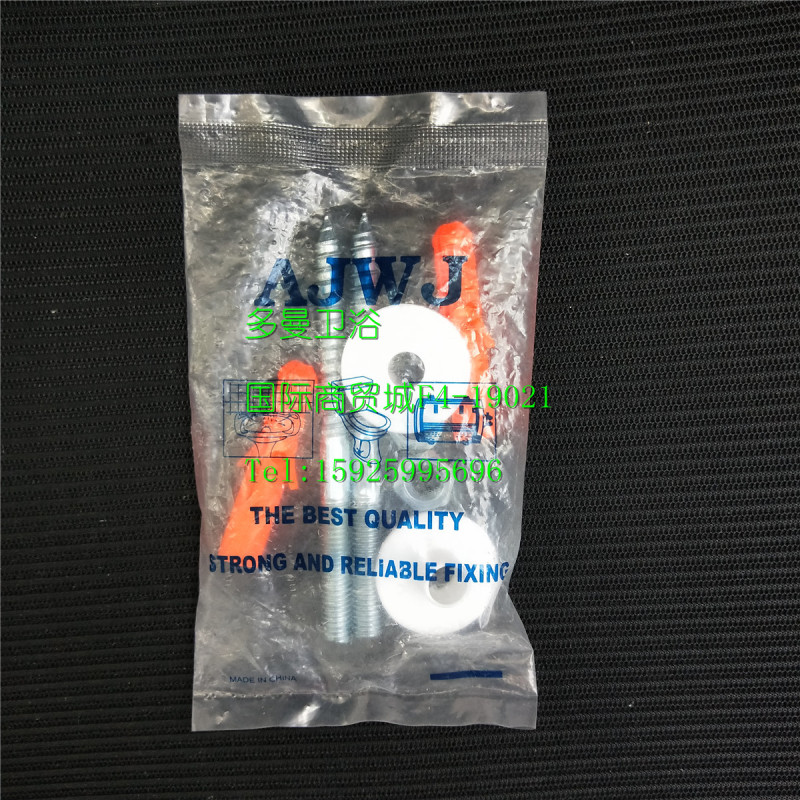 AJWJ
多曼卫浴
国际商贸城F4-19021
Tel:15925995696
THE BEST QUALITY
STRONG AND RELIABLE FIXING
MADE IN CHINA